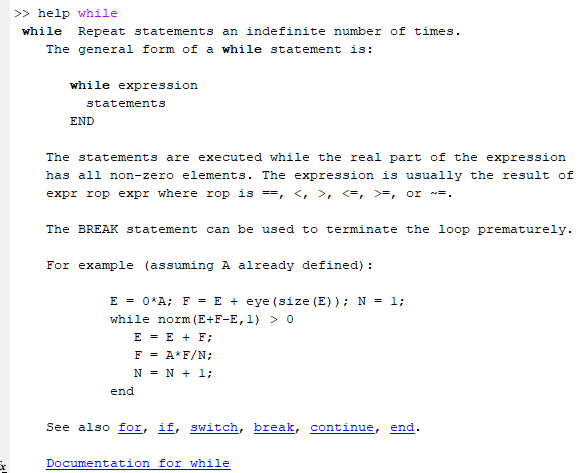 >> help while
while Repeat statements an indefinite number of times.
The general form of a while statement is:
while expression
statements
END
The statements are executed while the real part of the expression
has all non-zero elements. The expression is usually the result of
expr rop expr where rop is ==, <, >, <=, >=, or ~=.
The BREAK statement can be used to terminate the loop prematurely.
For example (assuming A already defined):
E = 0*A; F = E + eye(size(E)); N = 1;
while norm(E+F-E,1) > 0
E = E + F;
F = A*F/N;
N = N + 1;
end
See also for, if, switch, break, continue, end.
Documentation for while